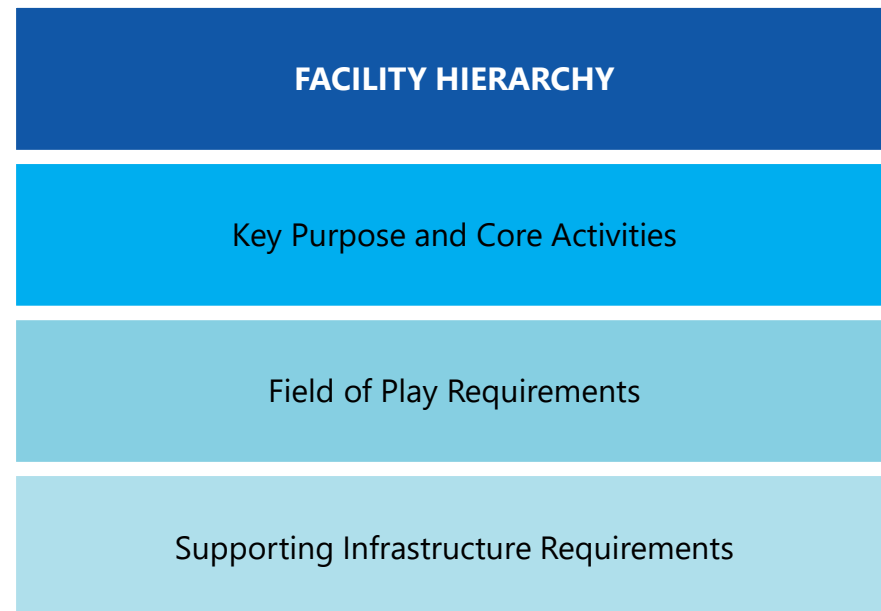 FACILITY HIERARCHY
Key Purpose and Core Activities
Field of Play Requirements
Supporting Infrastructure Requirements